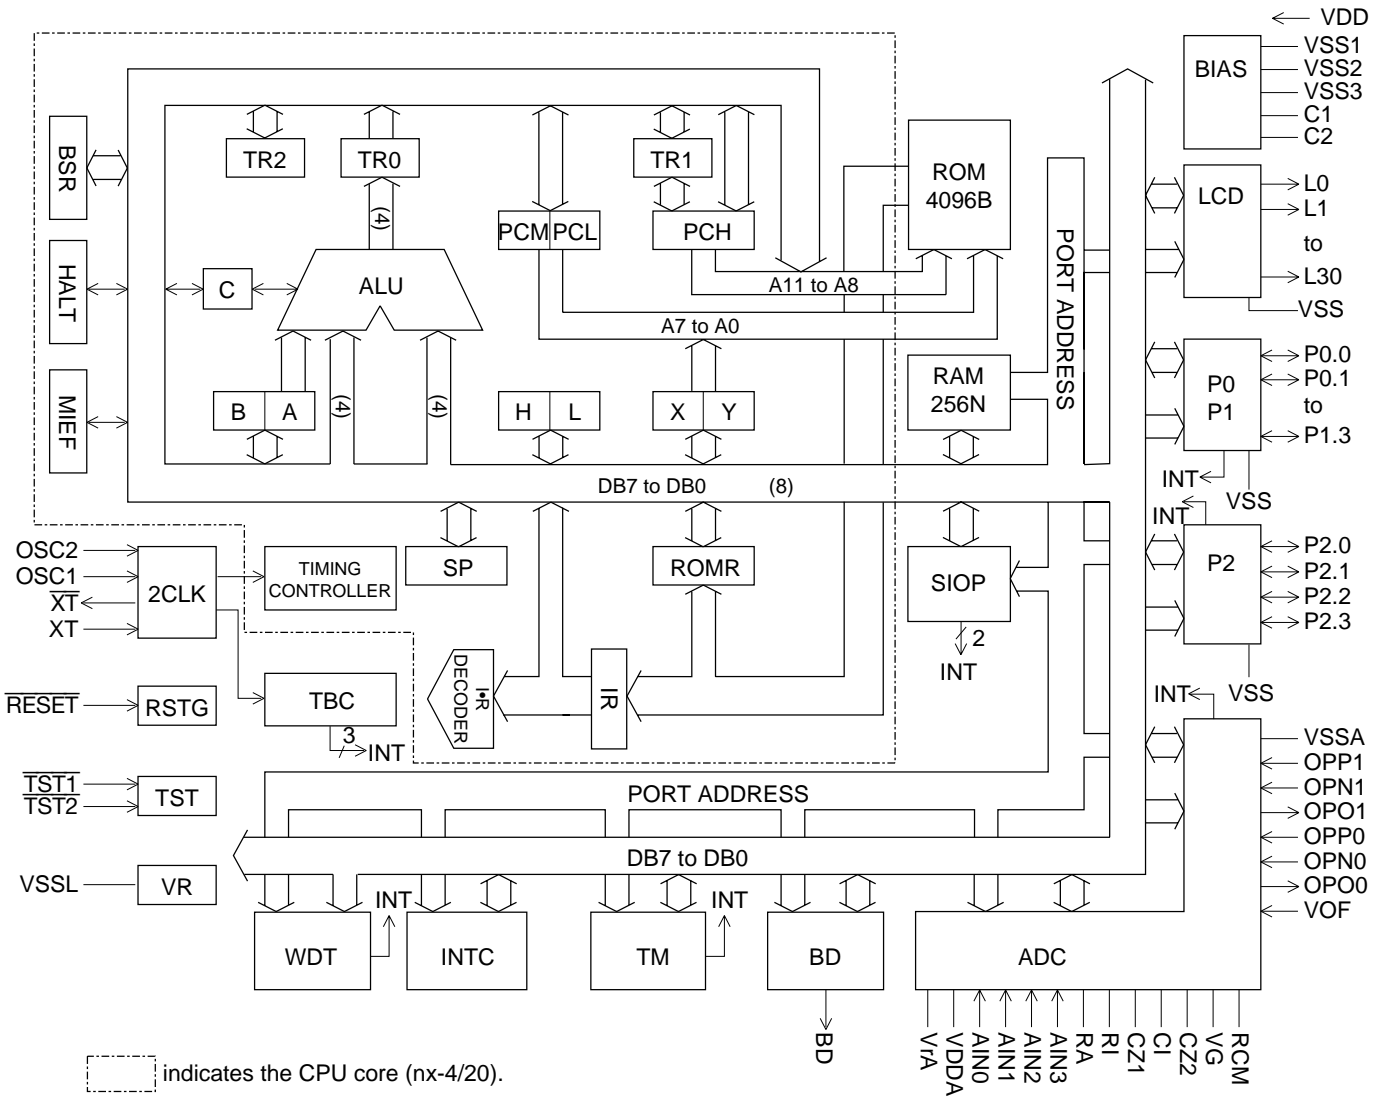 VDD
BIAS
VSS1
VSS2
VSS3
C1
C2
BSR
TR2
TR0
TR1
ROM
4096B
LCD
L0
L1
to
L30
VSS
(4)
PCM
PCL
PCH
PORT ADDRESS
HALT
C
ALU
A11 to A8
A7 to A0
P0
P1
P0.0
P0.1
to
P1.3
INT
VSS
MIEF
B
A
(4)
(4)
H
L
X
Y
RAM
256N
DB7 to DB0
(8)
INT
P2
P2.0
P2.1
P2.2
P2.3
VSS
OSC2
OSC1
XT
XT
2CLK
TIMING
CONTROLLER
SP
ROMR
SIOP
2
INT
RESET
RSTG
TBC
3
INT
I•R
DECODER
IR
INT
TST1
TST2
TST
PORT ADDRESS
VSSA
OPP1
OPN1
OPO1
OPP0
OPN0
OPO0
VOF
VSSL
VR
DB7 to DB0
WDT
INT
INTC
TM
INT
BD
ADC
BD
VrA
VDDA
AIN0
AIN1
AIN2
AIN3
RA
RI
CZ1
CI
CZ2
VG
RCM
indicates the CPU core (nx-4/20).